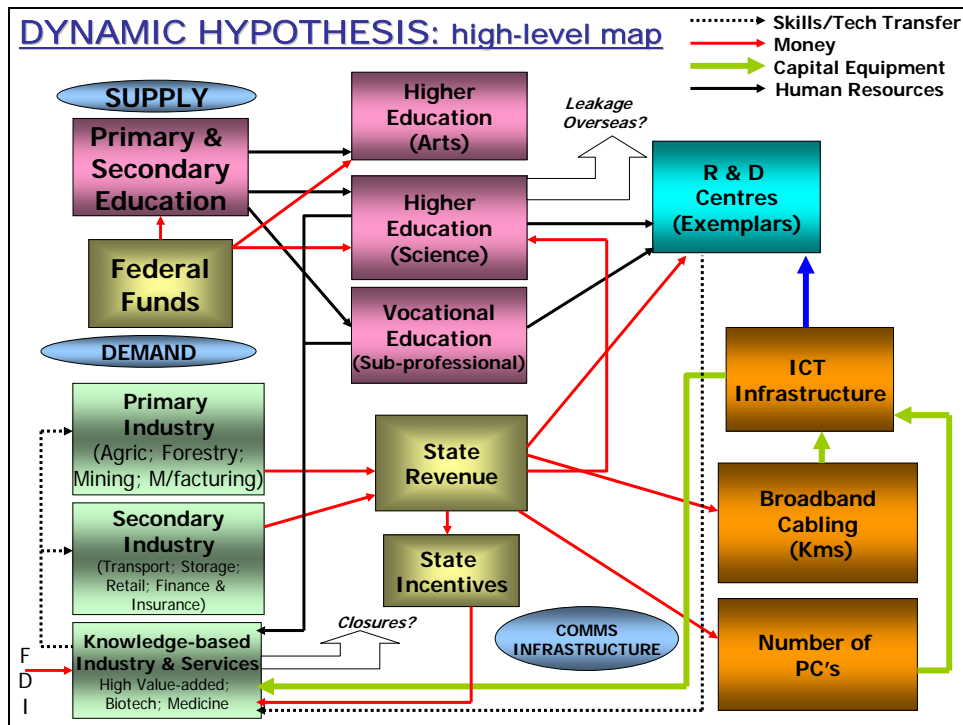 DYNAMIC HYPOTHESIS: high-level map
Skills/Tech Transfer
Money
Capital Equipment
Human Resources
SUPPLY
Primary &
Secondary
Education
Federal
Funds
Higher
Education
(Arts)
Higher
Education
(Science)
Vocational
Education
(Sub-professional)
Leakage
Overseas?
R & D
Centres
(Exemplars)
DEMAND
Primary
Industry
(Agric; Forestry;
Mining; M/facturing)
Secondary
Industry
(Transport; Storage;
Retail; Finance &
Insurance)
Knowledge-based
Industry & Services
High Value-added;
Biotech; Medicine
F
D
I
State
Revenue
State
Incentives
Closures?
COMMS
INFRASTRUCTURE
ICT
Infrastructure
Broadband
Cabling
(Kms)
Number of
PC's